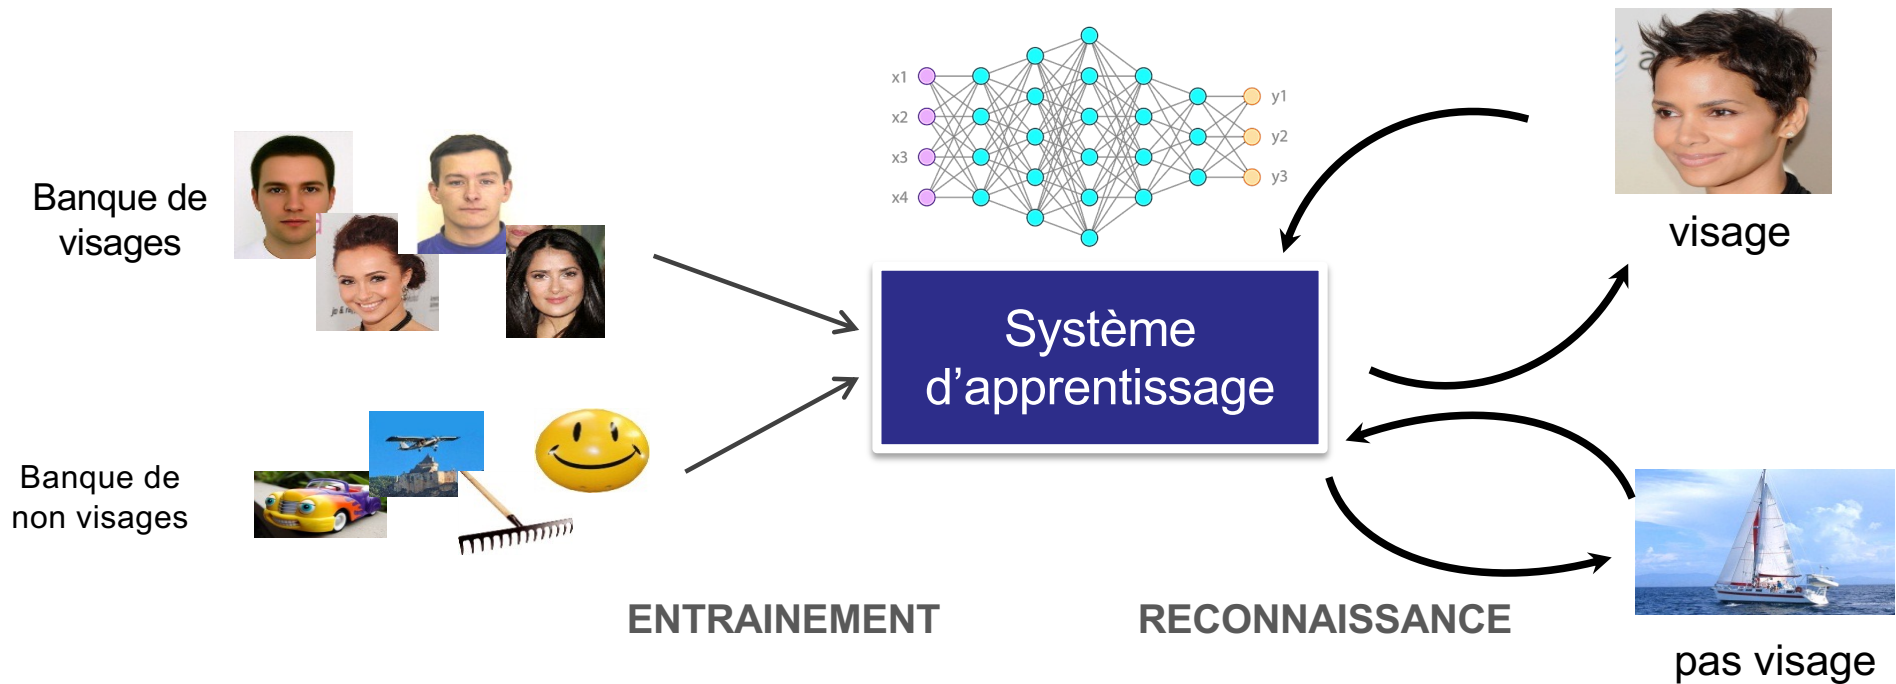 x1
x2
x3
x4
y1
y2
y3
Banque de
visages
Système
d’apprentissage
visage
Banque de
non visages
ENTRAINEMENT
RECONNAISSANCE
pas visage